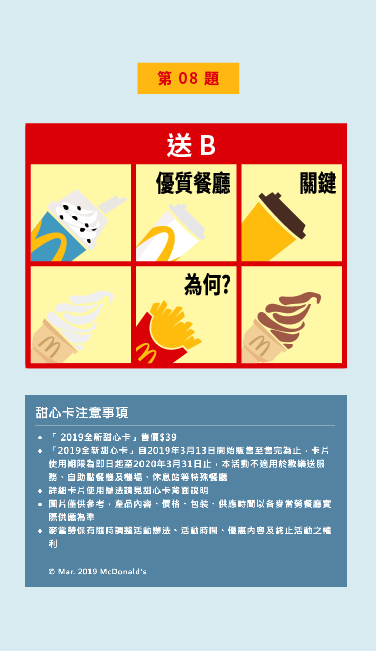 第 08 題
送 B
優質餐廳
關鍵
為何?
甜心卡注意事項
「 2019全新甜心卡」售價$39
「2019全新甜心卡」自2019年3月13日開始販售至售完為止，卡片
使用期限為即日起至2020年3月31日止，本活動不適用於歡樂送服
務、自助點餐機及機場、休息站等特殊餐廳
詳細卡片使用辦法請見甜心卡背面說明
圖片僅供參考，產品內容、價格、包裝、供應時間以各麥當勞餐廳實
際供應為準
麥當勞保有隨時調整活動辦法、活動時間、優惠內容及終止活動之權
利
© Mar. 2019 McDonald's